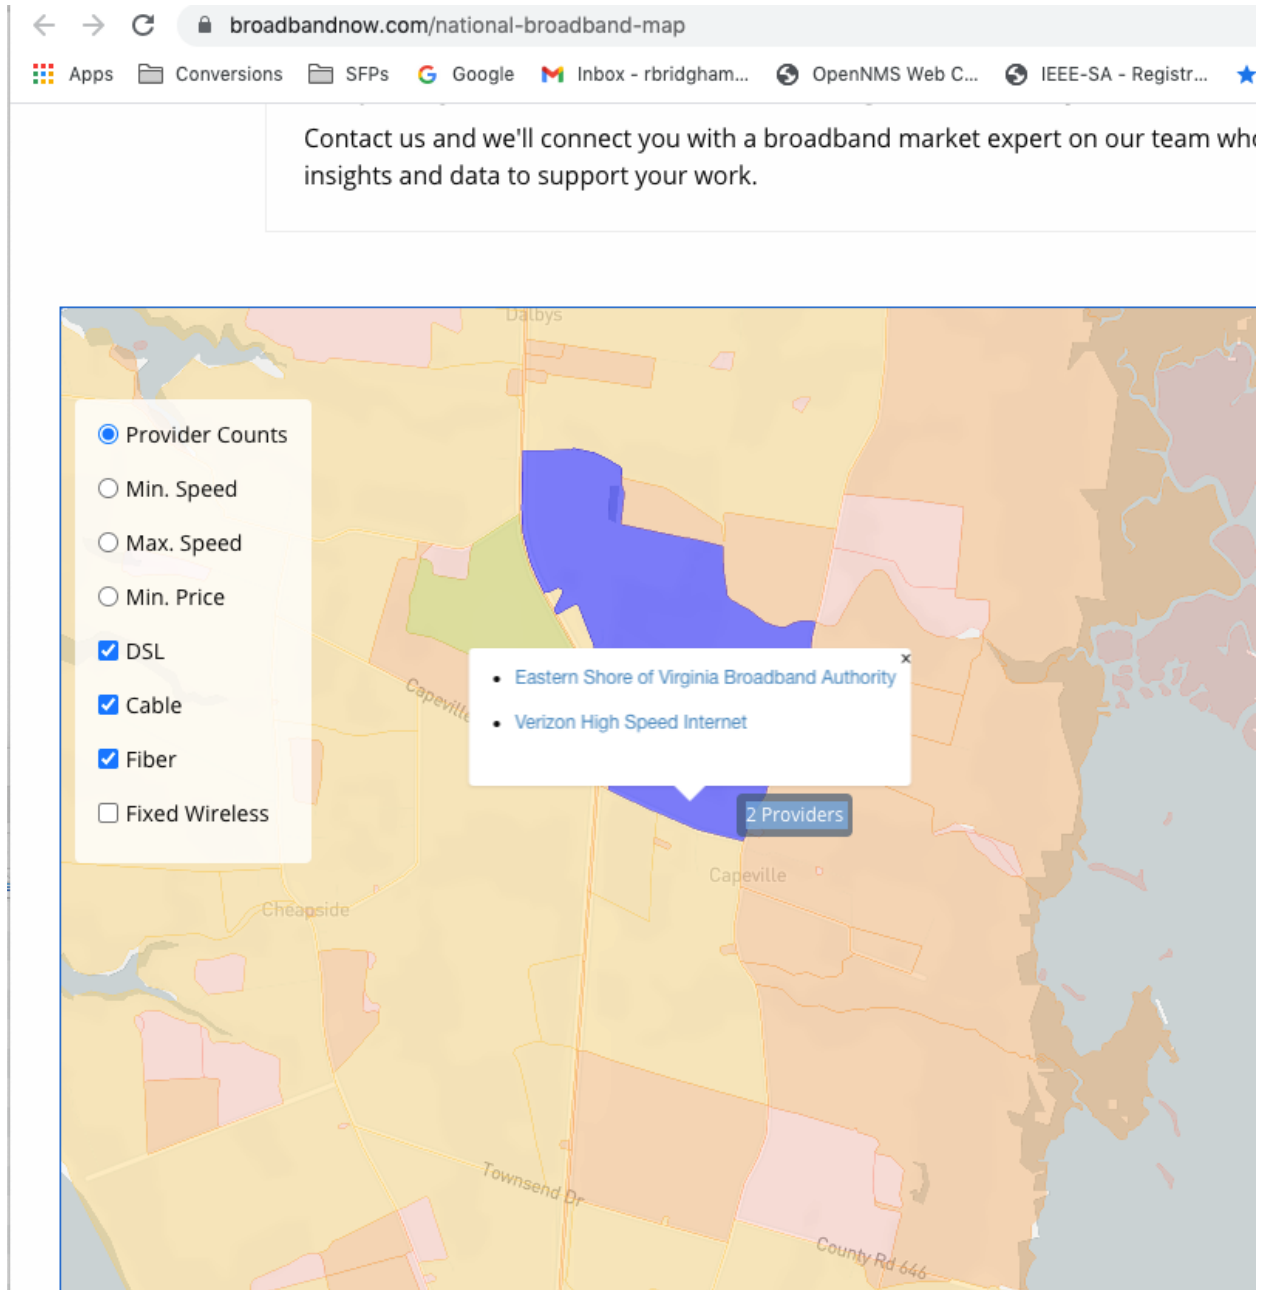 broadbandnow.com/national-broadband-map
Apps Conversions SFPs Google Inbox - rbridgham... OpenNMS Web C... IEEE-SA - Registr...
Contact us and we'll connect you with a broadband market expert on our team who
insights and data to support your work.
Dalbys
Provider Counts
Min. Speed
Max. Speed
Min. Price
DSL
Cable
Fiber
Fixed Wireless
Capeville
Eastern Shore of Virginia Broadband Authority
Verizon High Speed Internet
x
2 Providers
Capeville
Cheapside
Townsend Dr
County Rd 646